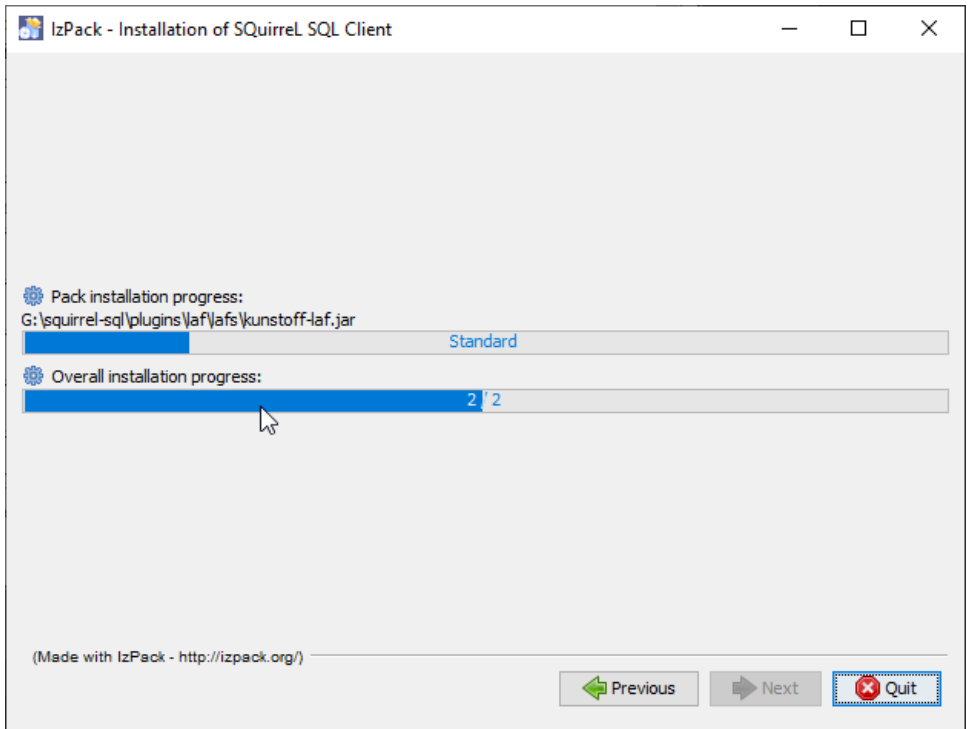 IzPack - Installation of SQuirreL SQL Client
Pack installation progress:
G:\squirrel-sql\plugins\laf\lafs\kunstoff-laf.jar
Standard
Overall installation progress:
2 / 2
(Made with IzPack - http://izpack.org/)
Previous
Next
Quit